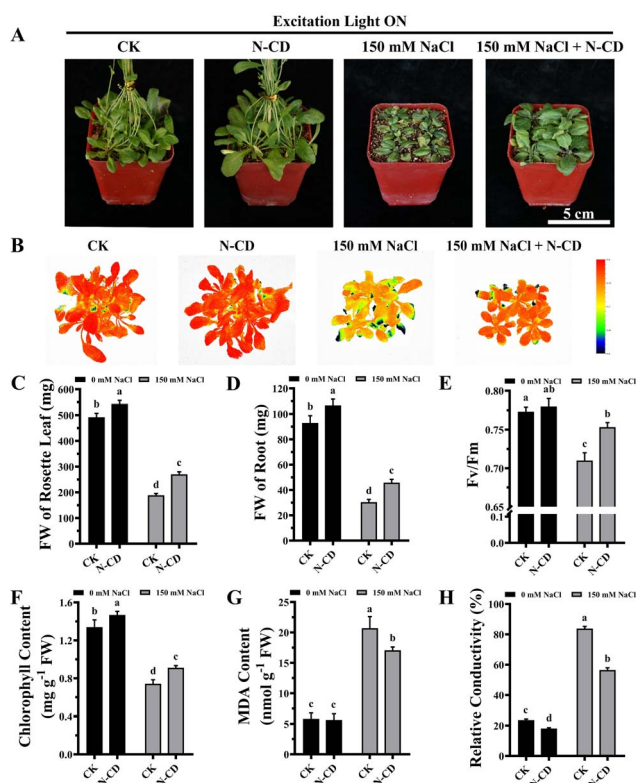 Excitation Light ON
A
CK N-CD 150 mM NaCl 150 mM NaCl + N-CD
5 cm
B
CK N-CD 150 mM NaCl 150 mM NaCl + N-CD
C
0 mM NaCl 150 mM NaCl
FW of Rosette Leaf (mg)
600
500
400
300
200
100
0
b a d c
CK N-CD CK N-CD
D
0 mM NaCl 150 mM NaCl
FW of Root (mg)
120
100
80
60
40
20
0
b a d c
CK N-CD CK N-CD
E
0 mM NaCl 150 mM NaCl
Fv/Fm
0.85
0.80
0.75
0.70
0.65
0.1
0.0
a ab c b
CK N-CD CK N-CD
F
0 mM NaCl 150 mM NaCl
Chlorophyll Content
(mg g-1 FW)
1.6
1.2
0.8
0.4
0.0
b a d c
CK N-CD CK N-CD
G
0 mM NaCl 150 mM NaCl
MDA Content
(nmol g-1 FW)
25
20
15
10
5
0
c c a b
CK N-CD CK N-CD
H
0 mM NaCl 150 mM NaCl
Relative Conductivity (%)
100
80
60
40
20
0
c d a b
CK N-CD CK N-CD